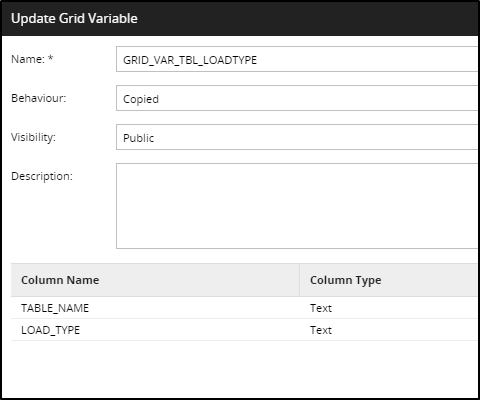 Update Grid Variable
Name: * GRID_VAR_TBL_LOADTYPE
Behaviour: Copied
Visibility: Public
Description:
Column Name Column Type
TABLE_NAME Text
LOAD_TYPE Text